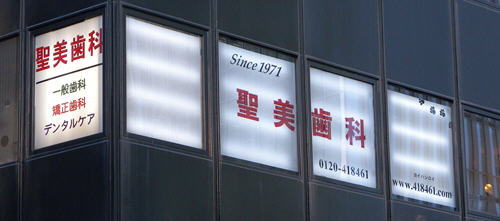 聖美歯科
一般歯科
矯正歯科
デンタルケア
Since 1971
聖美歯科
0120-418461
www.418461.com